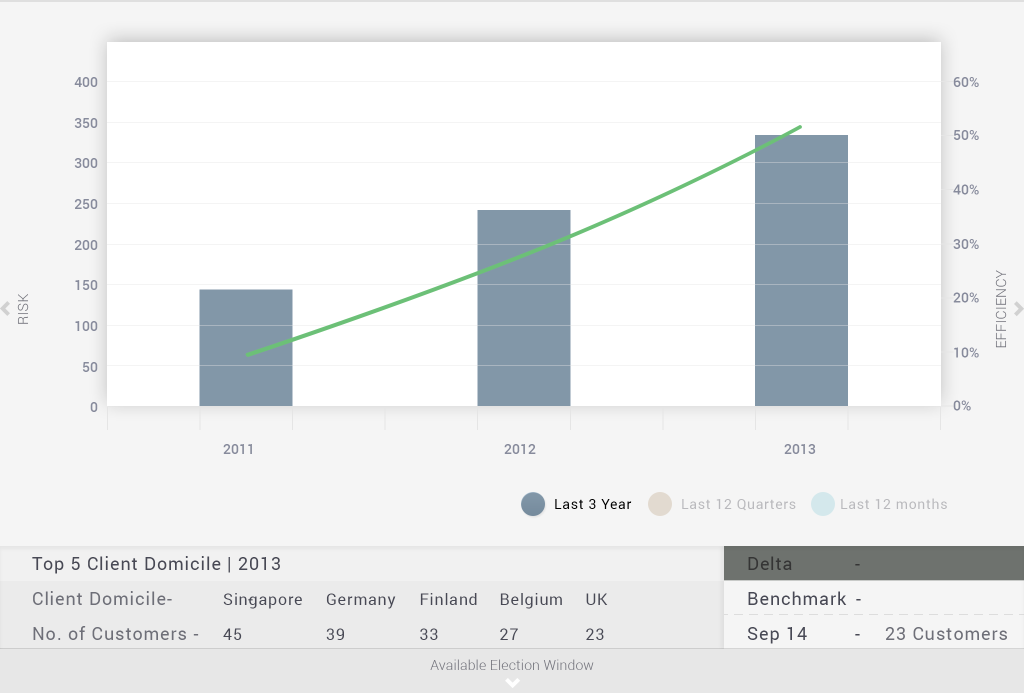 400
350
300
250
200
150
100
50
0
RISK
60%
50%
40%
30%
20%
10%
0%
EFFICIENCY
2011 2012 2013
Last 3 Year Last 12 Quarters Last 12 months
Top 5 Client Domicile | 2013
Client Domicile- Singapore Germany Finland Belgium UK
No. of Customers - 45 39 33 27 23
Delta -
Benchmark -
Sep 14 - 23 Customers
Available Election Window